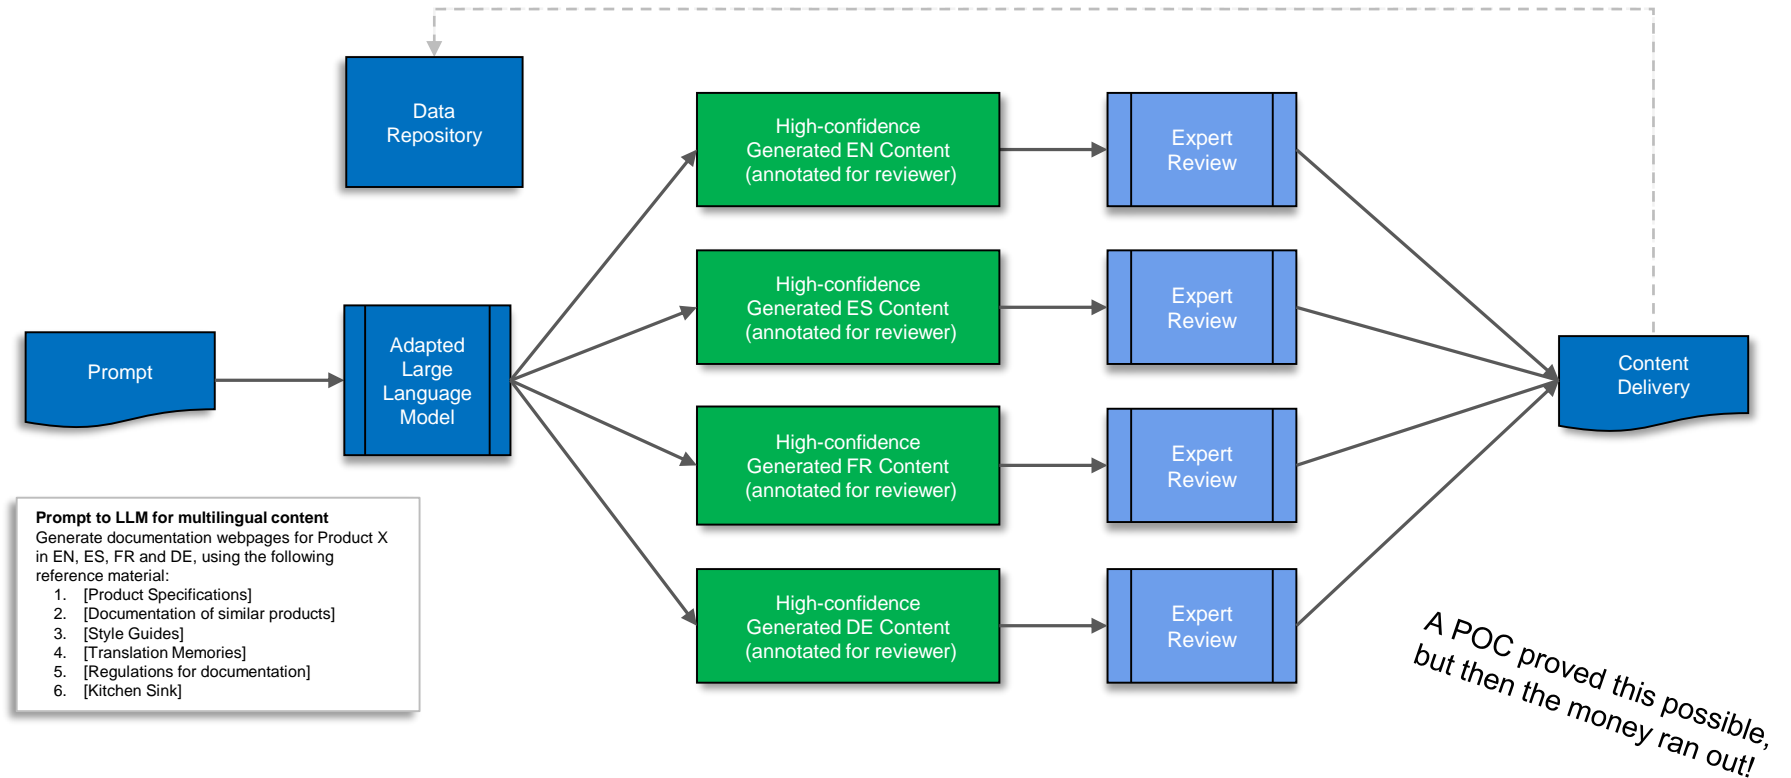 Data
Repository
High-confidence
Generated EN Content
(annotated for reviewer)
Expert
Review
High-confidence
Generated ES Content
(annotated for reviewer)
Expert
Review
Prompt
Adapted
Large
Language
Model
Content
Delivery
High-confidence
Generated FR Content
(annotated for reviewer)
Expert
Review
Prompt to LLM for multilingual content
Generate documentation webpages for Product X
in EN, ES, FR and DE, using the following
reference material:
1. [Product Specifications]
2. [Documentation of similar products]
3. [Style Guides]
4. [Translation Memories]
5. [Regulations for documentation]
6. [Kitchen Sink]
High-confidence
Generated DE Content
(annotated for reviewer)
Expert
Review
A POC proved this possible,
but then the money ran out!